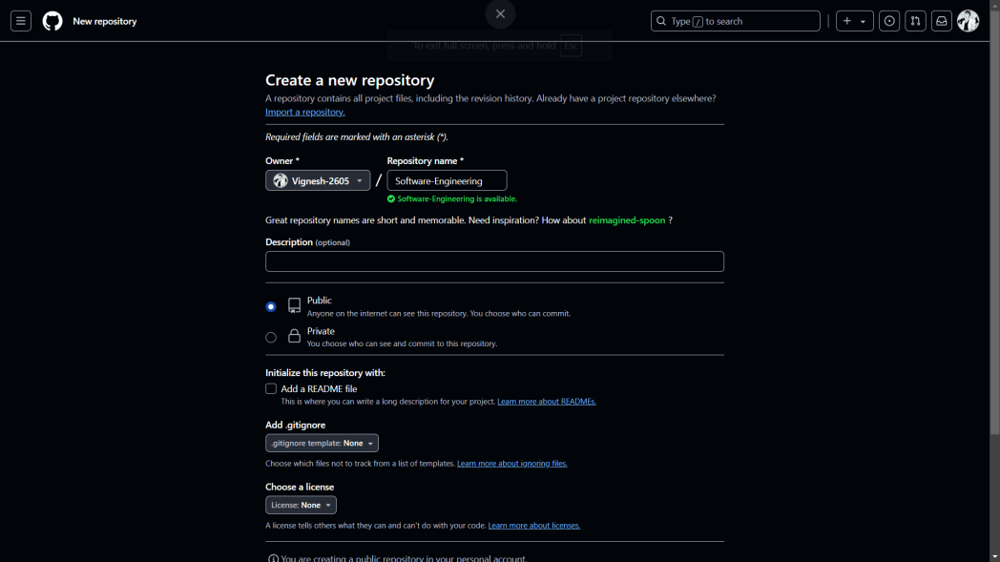 New repository
Type / to search
To exit full screen, press and hold Esc
Create a new repository
A repository contains all project files, including the revision history. Already have a project repository elsewhere?
Import a repository.
Required fields are marked with an asterisk (*).
Owner * Repository name *
Vignesh-2605 / Software-Engineering
Software-Engineering is available.
Great repository names are short and memorable. Need inspiration? How about reimagined-spoon ?
Description (optional)
Public
Anyone on the internet can see this repository. You choose who can commit.
Private
You choose who can see and commit to this repository.
Initialize this repository with:
Add a README file
This is where you can write a long description for your project. Learn more about READMEs.
Add .gitignore
.gitignore template: None
Choose which files not to track from a list of templates. Learn more about ignoring files.
Choose a license
License: None
A license tells others what they can and can't do with your code. Learn more about licenses.
You are creating a public repository in your personal account.